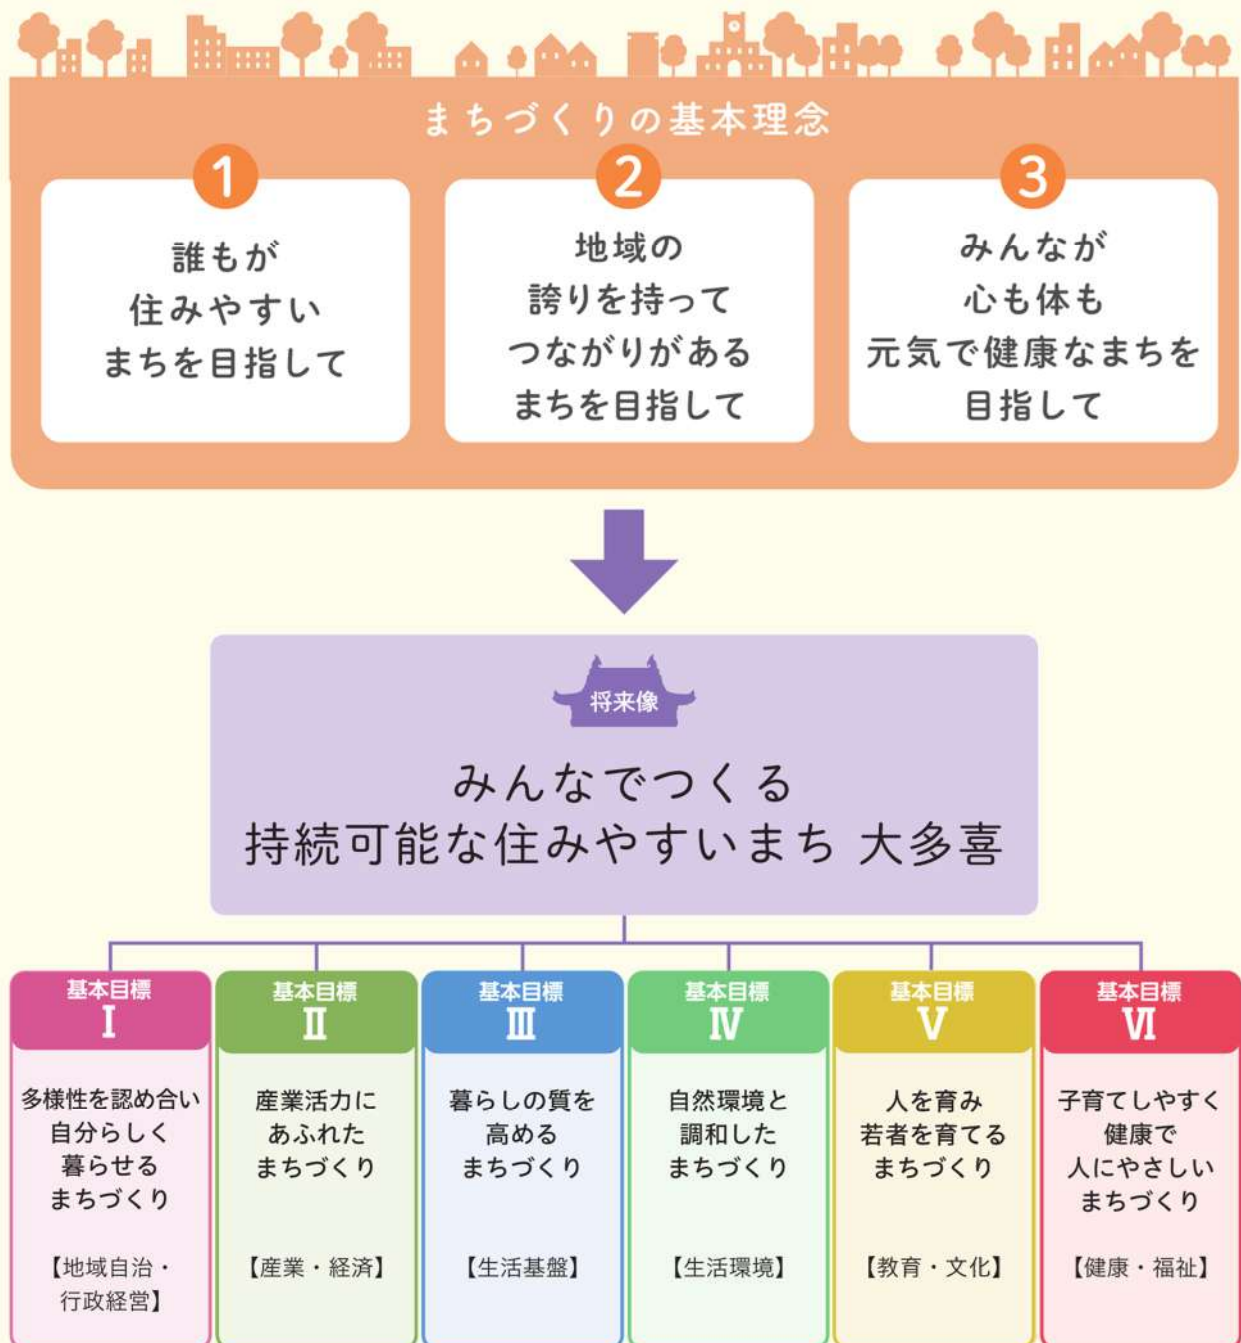 まちづくりの基本理念
1
誰もが
住みやすい
まちを目指して
2
地域の
誇りを持って
つながりがある
まちを目指して
3
みんなが
心も体も
元気で健康なまちを
目指して
将来像
みんなでつくる
持続可能な住みやすいまち 大多喜
基本目標
Ⅰ
多様性を認め合い
自分らしく
暮らせる
まちづくり
【地域自治・
行政経営】
基本目標
Ⅱ
産業活力に
あふれた
まちづくり
【産業・経済】
基本目標
Ⅲ
暮らしの質を
高める
まちづくり
【生活基盤】
基本目標
Ⅳ
自然環境と
調和した
まちづくり
【生活環境】
基本目標
Ⅴ
人を育み
若者を育てる
まちづくり
【教育・文化】
基本目標
Ⅵ
子育てしやすく
健康で
人にやさしい
まちづくり
【健康・福祉】